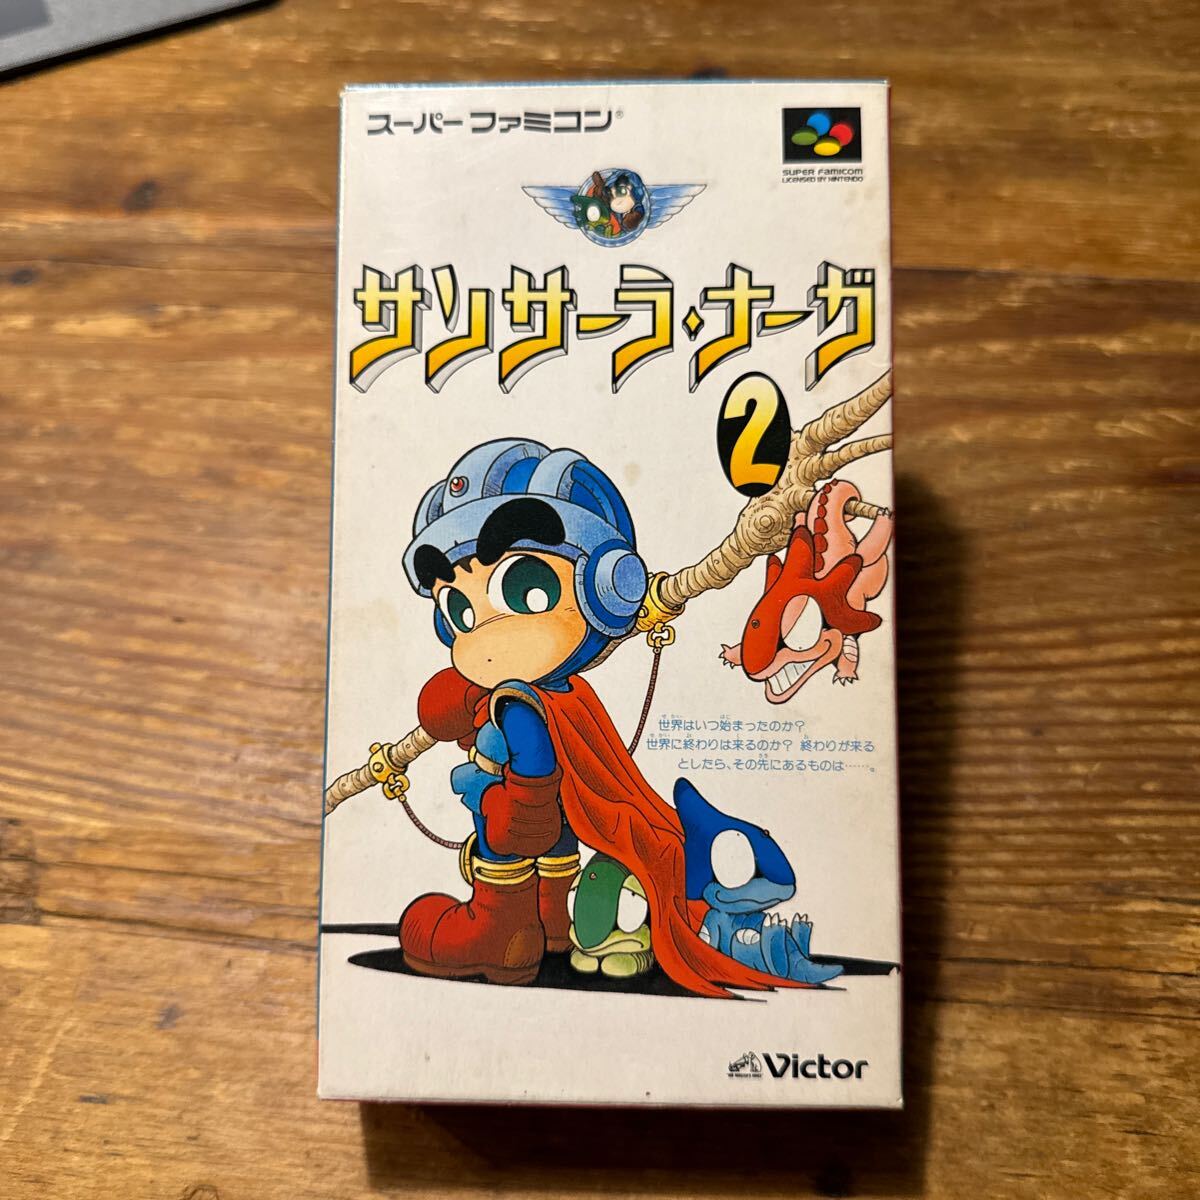 スーパーファミコン®
SUPER FAMICOM
LICENSED BY NINTENDO
サンサーラ・ナーガ
2
世界はいつ始まったのか?
世界に終わりは来るのか? 終わりが来る
としたら、その先にあるものは……。
Victor